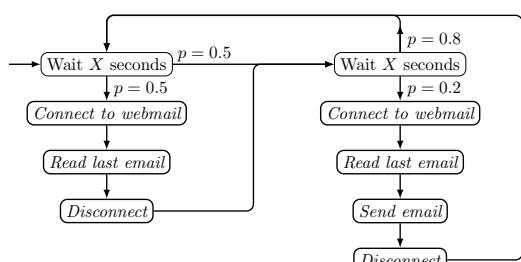 p = 0.5
p = 0.8
Wait X seconds
Wait X seconds
p = 0.5
p = 0.2
Connect to webmail
Connect to webmail
Read last email
Read last email
Disconnect
Send email
Disconnect